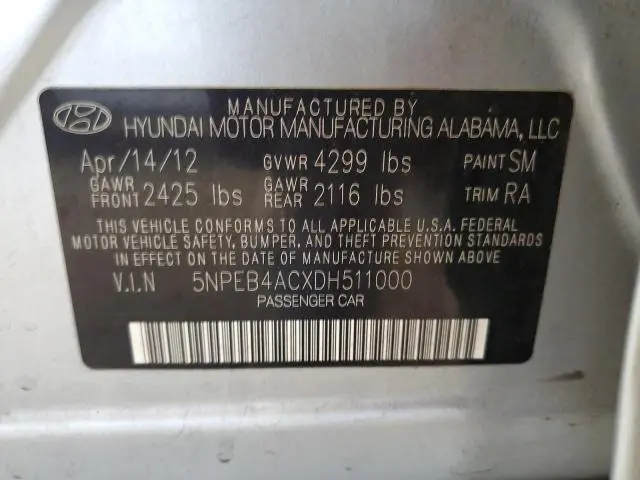 MANUFACTURED BY
HYUNDAI MOTOR MANUFACTURING ALABAMA, LLC
Apr/14/12 GVWR 4299 lbs PAINT SM
GAWR FRONT 2425 lbs GAWR REAR 2116 lbs TRIM RA
THIS VEHICLE CONFORMS TO ALL APPLICABLE U.S.A. FEDERAL
MOTOR VEHICLE SAFETY, BUMPER, AND THEFT PREVENTION
STANDARDS IN EFFECT ON THE DATE OF MANUFACTURE SHOWN ABOVE
V.I.N 5NPEB4ACXDH511000
PASSENGER CAR